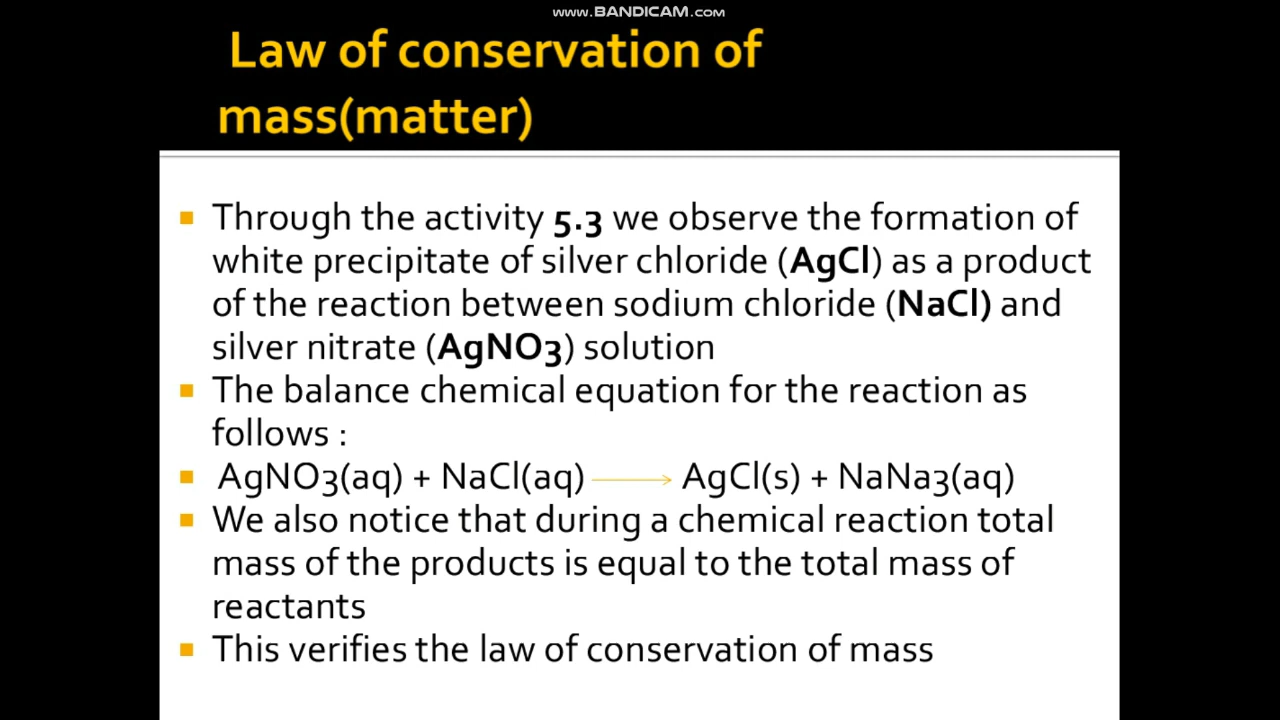 www.BANDICAM.com
Law of conservation of
mass(matter)
Through the activity 5.3 we observe the formation of
white precipitate of silver chloride (AgCl) as a product
of the reaction between sodium chloride (NaCl) and
silver nitrate (AgNO3) solution
The balance chemical equation for the reaction as
follows :
AgNO3(aq) + NaCl(aq) ⟶ AgCl(s) + NaNa3(aq)
We also notice that during a chemical reaction total
mass of the products is equal to the total mass of
reactants
This verifies the law of conservation of mass